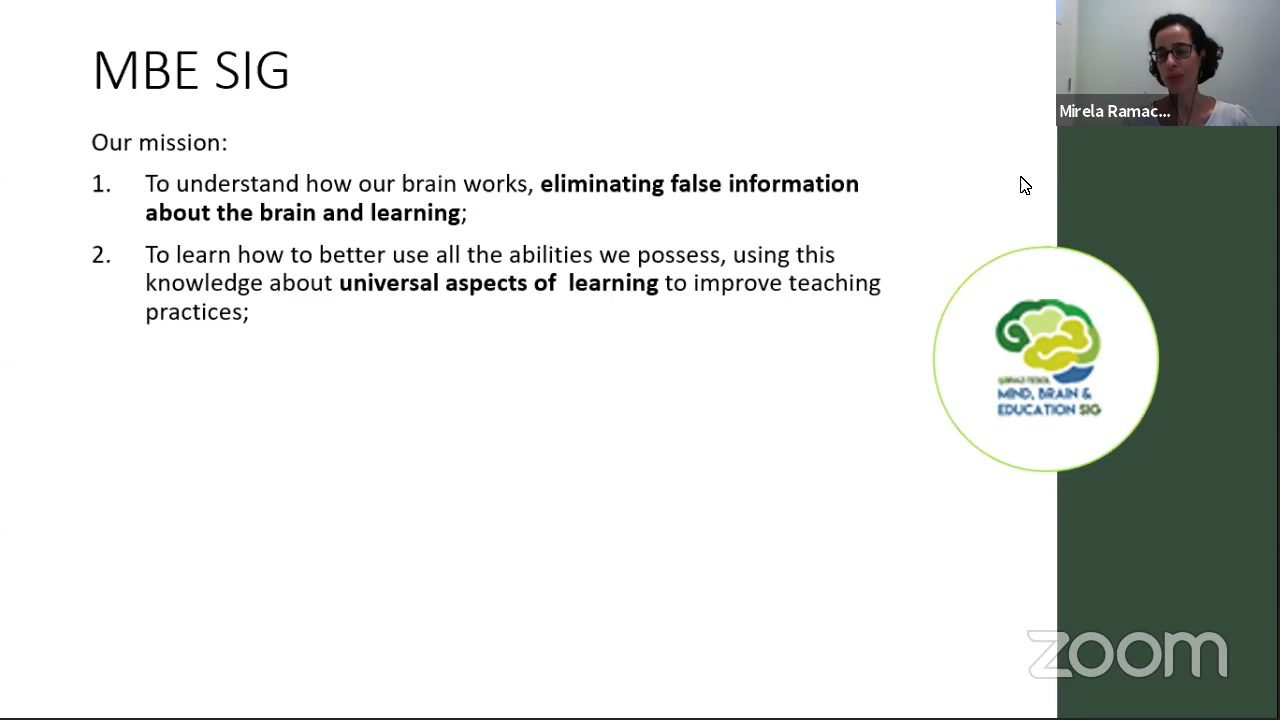 MBE SIG
Mirela Ramac...
Our mission:
1. To understand how our brain works, eliminating false information
about the brain and learning;
2. To learn how to better use all the abilities we possess, using this
knowledge about universal aspects of learning to improve teaching
practices;
MIND, BRAIN &
EDUCATION SIG
zoom